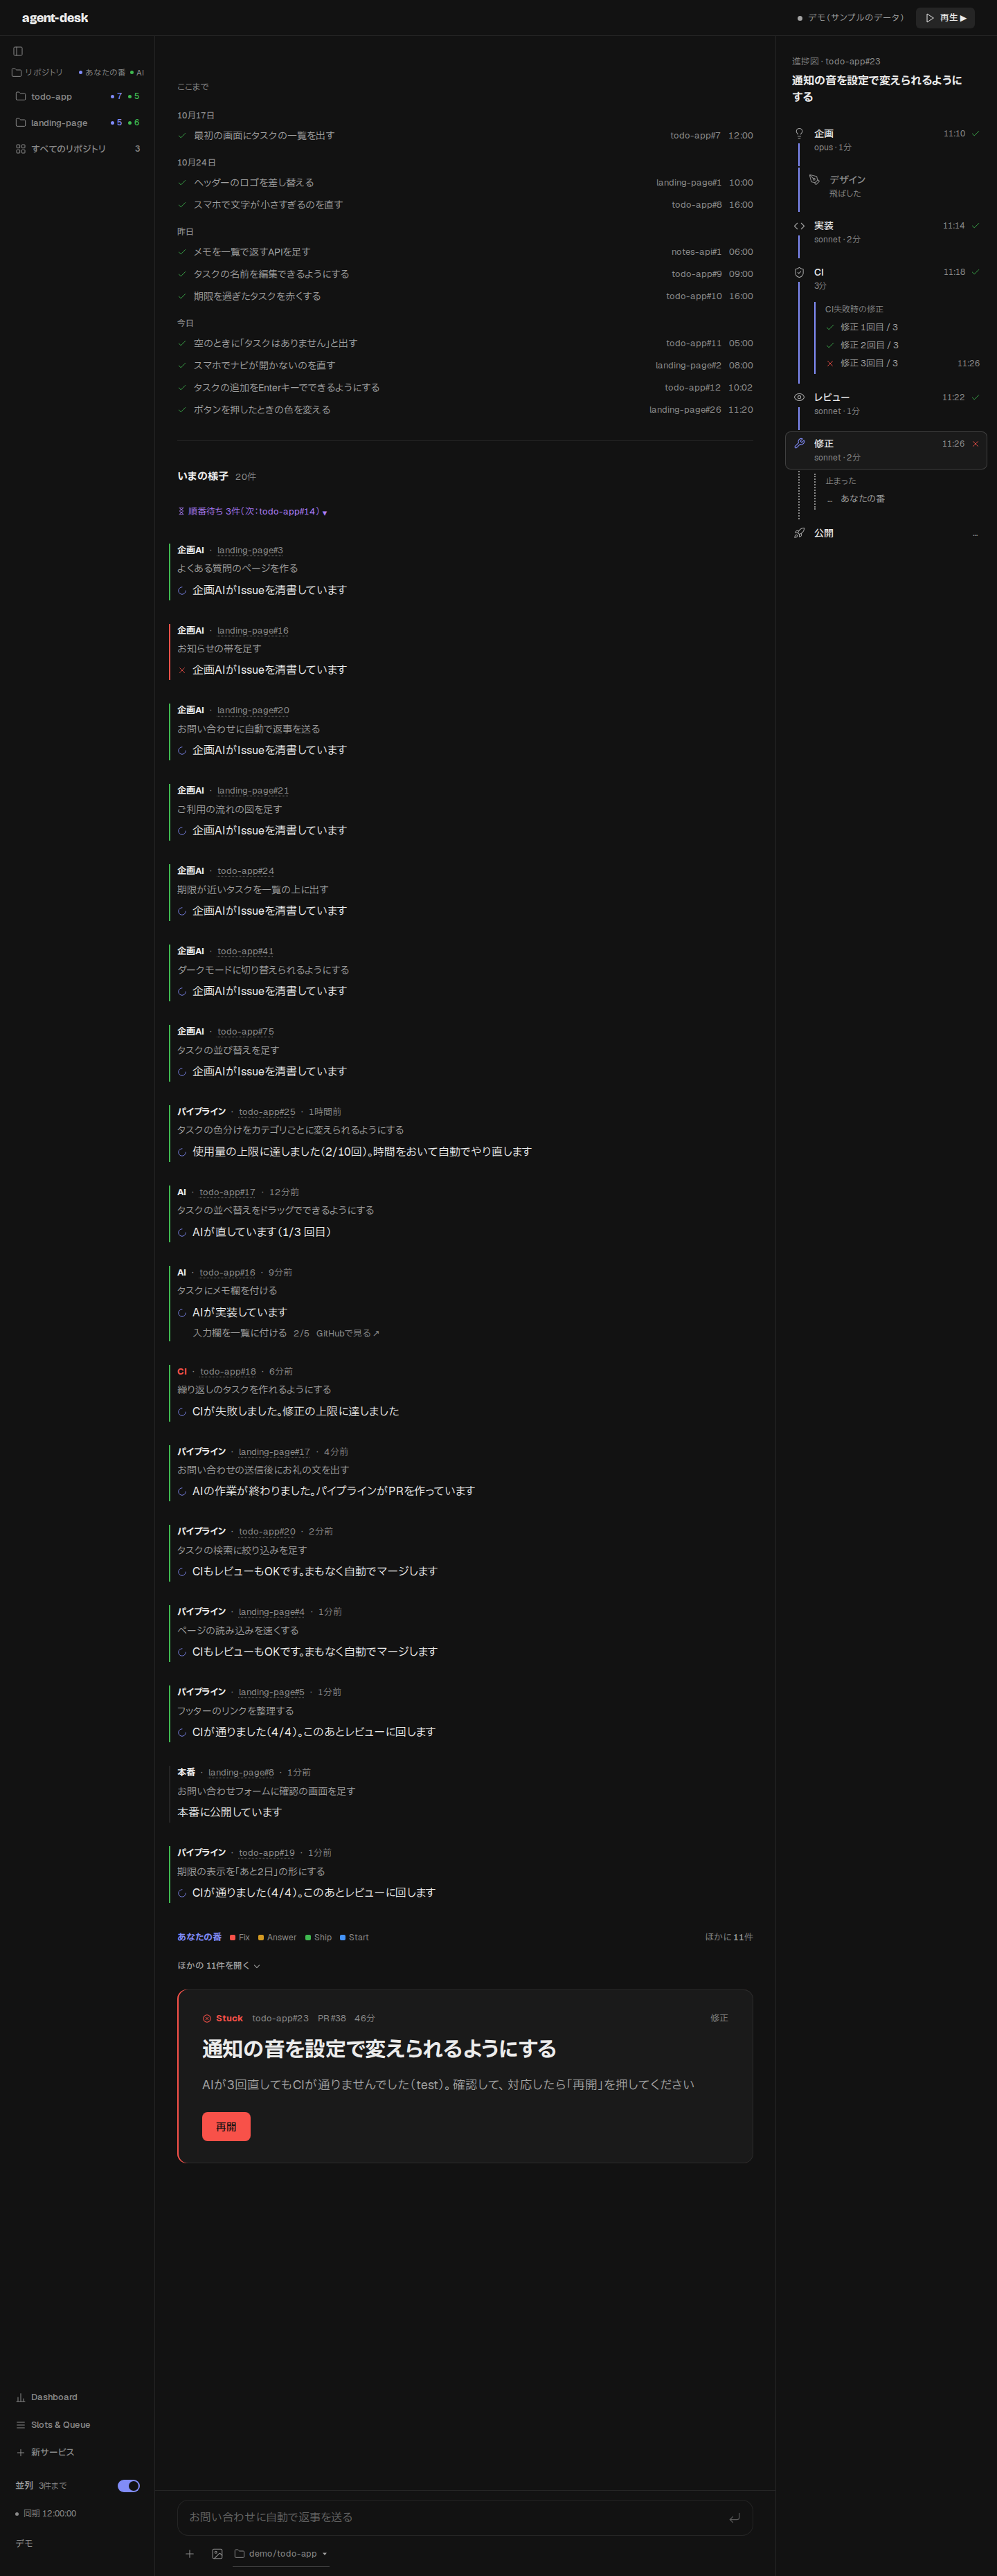 agent-desk
デモ（サンプルのデータ）
再生 ▶
リポジトリ
あなたの番
AI
todo-app 7 5
landing-page 5 6
すべてのリポジトリ 3
ここまで
10月17日
最初の画面にタスクの一覧を出す todo-app#7 12:00
10月24日
ヘッダーのロゴを差し替える landing-page#1 10:00
スマホで文字が小さすぎるのを直す todo-app#8 16:00
昨日
メモを一覧で返すAPIを足す notes-api#1 06:00
タスクの名前を編集できるようにする todo-app#9 09:00
期限を過ぎたタスクを赤くする todo-app#10 16:00
今日
空のときに「タスクはありません」と出す todo-app#11 05:00
スマホでナビが開かないのを直す landing-page#2 08:00
タスクの追加をEnterキーでできるようにする todo-app#12 10:02
ボタンを押したときの色を変える landing-page#26 11:20
いまの様子 20件
順番待ち 3件（次：todo-app#14） ▾
企画AI · landing-page#3
よくある質問のページを作る
企画AIがIssueを清書しています
企画AI · landing-page#16
お知らせの帯を足す
企画AIがIssueを清書しています
企画AI · landing-page#20
お問い合わせに自動で返事を送る
企画AIがIssueを清書しています
企画AI · landing-page#21
ご利用の流れの図を足す
企画AIがIssueを清書しています
企画AI · todo-app#24
期限が近いタスクを一覧の上に出す
企画AIがIssueを清書しています
企画AI · todo-app#41
ダークモードに切り替えられるようにする
企画AIがIssueを清書しています
企画AI · todo-app#75
タスクの並び替えを足す
企画AIがIssueを清書しています
パイプライン · todo-app#25 · 1時間前
タスクの色分けをカテゴリごとに変えられるようにする
使用量の上限に達しました（2/10回）。時間をおいて自動でやり直します
AI · todo-app#17 · 12分前
タスクの並べ替えをドラッグでできるようにする
AIが直しています（1/3 回目）
AI · todo-app#16 · 9分前
タスクにメモ欄を付ける
AIが実装しています
入力欄を一覧に付ける 2/5 GitHubで見る ↗
CI · todo-app#18 · 6分前
繰り返しのタスクを作れるようにする
CIが失敗しました。修正の上限に達しました
パイプライン · landing-page#17 · 4分前
お問い合わせの送信後にお礼の文を出す
AIの作業が終わりました。パイプラインがPRを作っています
パイプライン · todo-app#20 · 2分前
タスクの検索に絞り込みを足す
CIもレビューもOKです。まもなく自動でマージします
パイプライン · landing-page#4 · 1分前
ページの読み込みを速くする
CIもレビューもOKです。まもなく自動でマージします
パイプライン · landing-page#5 · 1分前
フッターのリンクを整理する
CIが通りました（4/4）。このあとレビューに回します
本番 · landing-page#8 · 1分前
お問い合わせフォームに確認の画面を足す
本番に公開しています
パイプライン · todo-app#19 · 1分前
期限の表示を「あと2日」の形にする
CIが通りました（4/4）。このあとレビューに回します
あなたの番 Fix Answer Ship Start ほかに 11件
ほかの 11件を開く
Stuck todo-app#23 PR#38 46分 修正
通知の音を設定で変えられるようにする
AIが3回直してもCIが通りませんでした（test）。確認して、対応したら「再開」を押してください
再開
お問い合わせに自動で返事を送る
demo/todo-app ▾
Dashboard
Slots & Queue
新サービス
並列 3件まで
同期 12:00:00
デモ
進捗図 · todo-app#23
通知の音を設定で変えられるように
する
企画 11:10
opus · 1分
デザイン
飛ばした
実装 11:14
sonnet · 2分
CI 11:18
3分
CI失敗時の修正
修正 1回目 / 3
修正 2回目 / 3
修正 3回目 / 3 11:26
レビュー 11:22
sonnet · 1分
修正 11:26
sonnet · 2分
止まった
_ あなたの番
公開 _